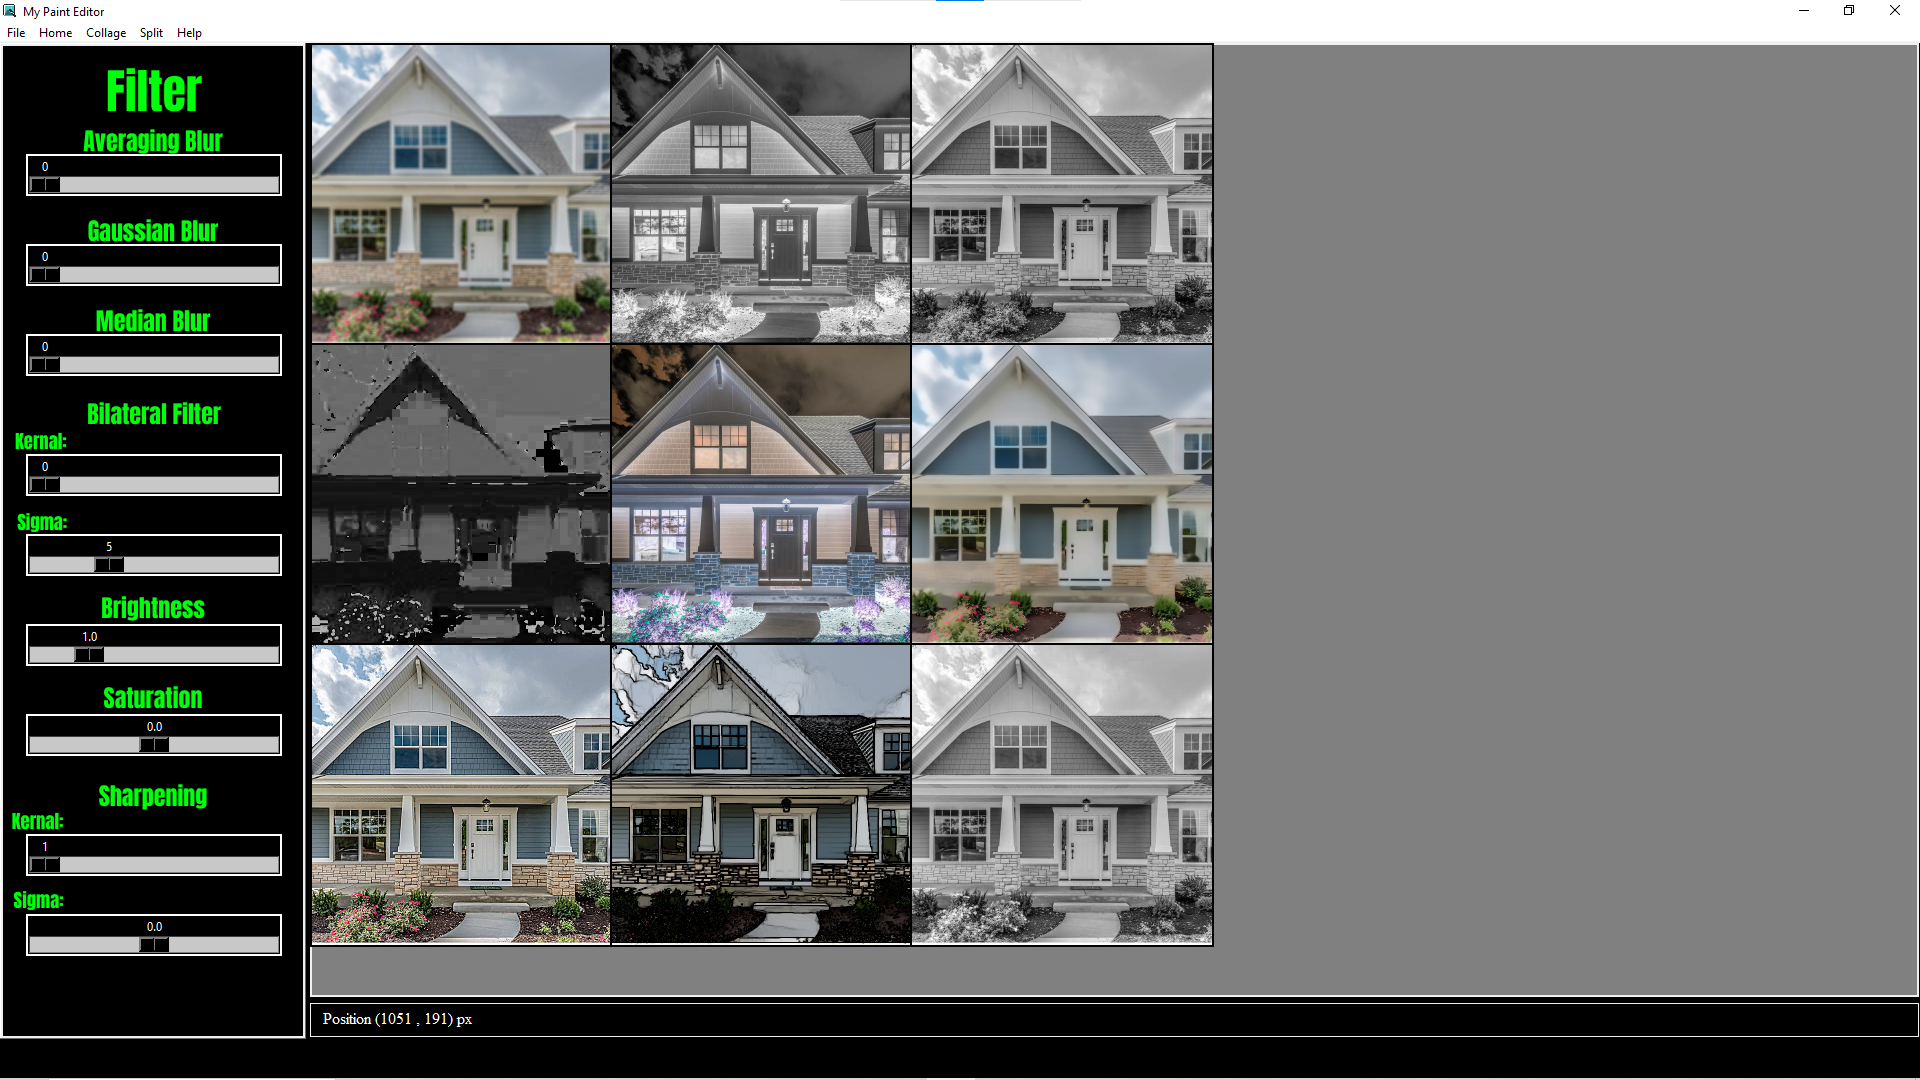 My Paint Editor
File Home Collage Split Help
Filter
Averaging Blur
0
Gaussian Blur
0
Median Blur
0
Bilateral Filter
Kernal:
0
Sigma:
5
Brightness
1.0
Saturation
0.0
Sharpening
Kernal:
1
Sigma:
0.0
Position (1051 , 191) px